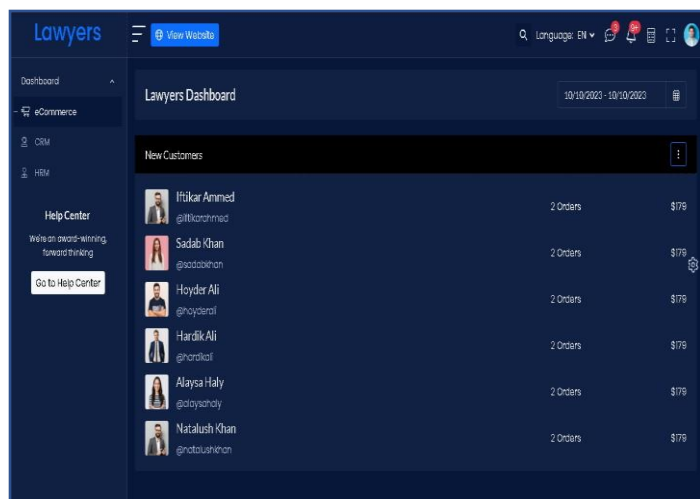 Lawyers
View Website
Language: EN
9+
Dashboard
eCommerce
CRM
HRM
Help Center
We're an award-winning,
forward thinking
Go to Help Center
Lawyers Dashboard
10/10/2023 - 10/10/2023
New Customers
Iftikar Ammed
@iftikarahmed
2 Orders
$179
Sadab Khan
@sadabkhan
2 Orders
$179
Hoyder Ali
@hoyderali
2 Orders
$179
Hardik Ali
@hardikali
2 Orders
$179
Alaysa Haly
@alaysahaly
2 Orders
$179
Natalush Khan
@natalushkhan
2 Orders
$179